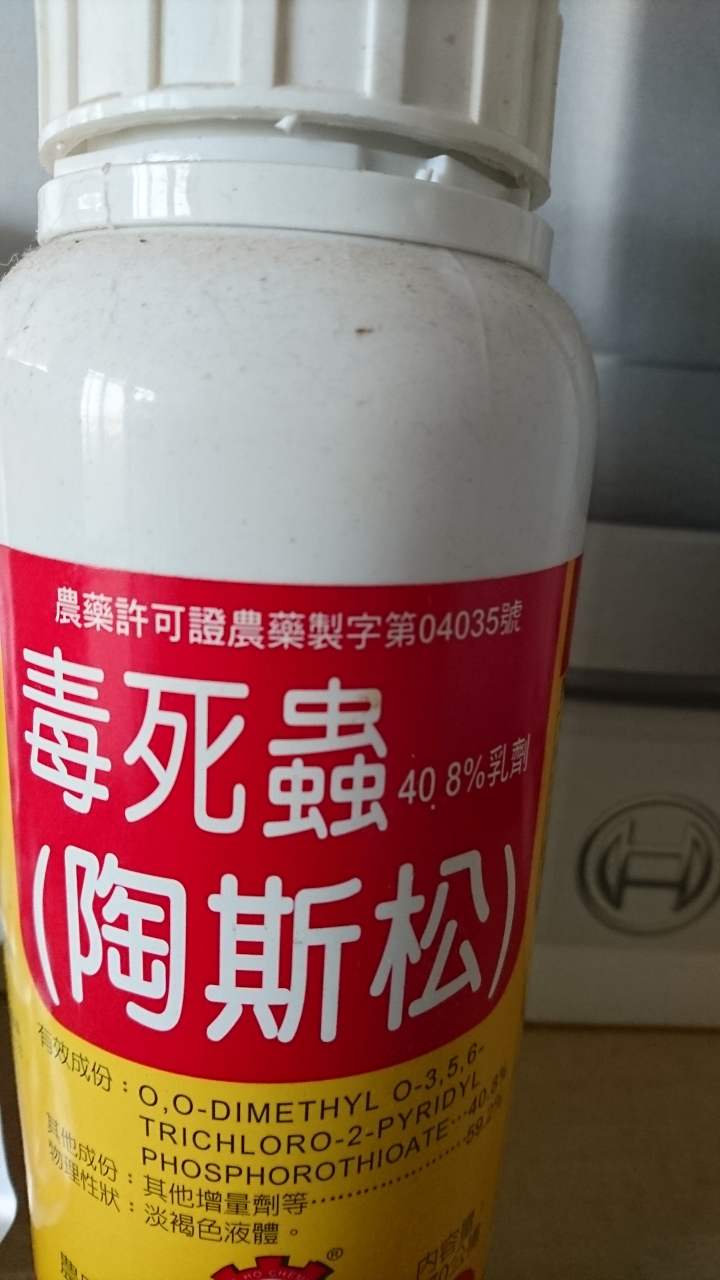 農藥許可證農藥製字第04035號
毒死蟲 40.8%乳劑
(陶斯松)
有效成份：O,O-DIMETHYL O-3,5,6-
TRICHLORO-2-PYRIDYL
PHOSPHOROTHIOATE…40.8%
其他成份：其他增量劑等
物理性狀：淡褐色液體。
內容量
®